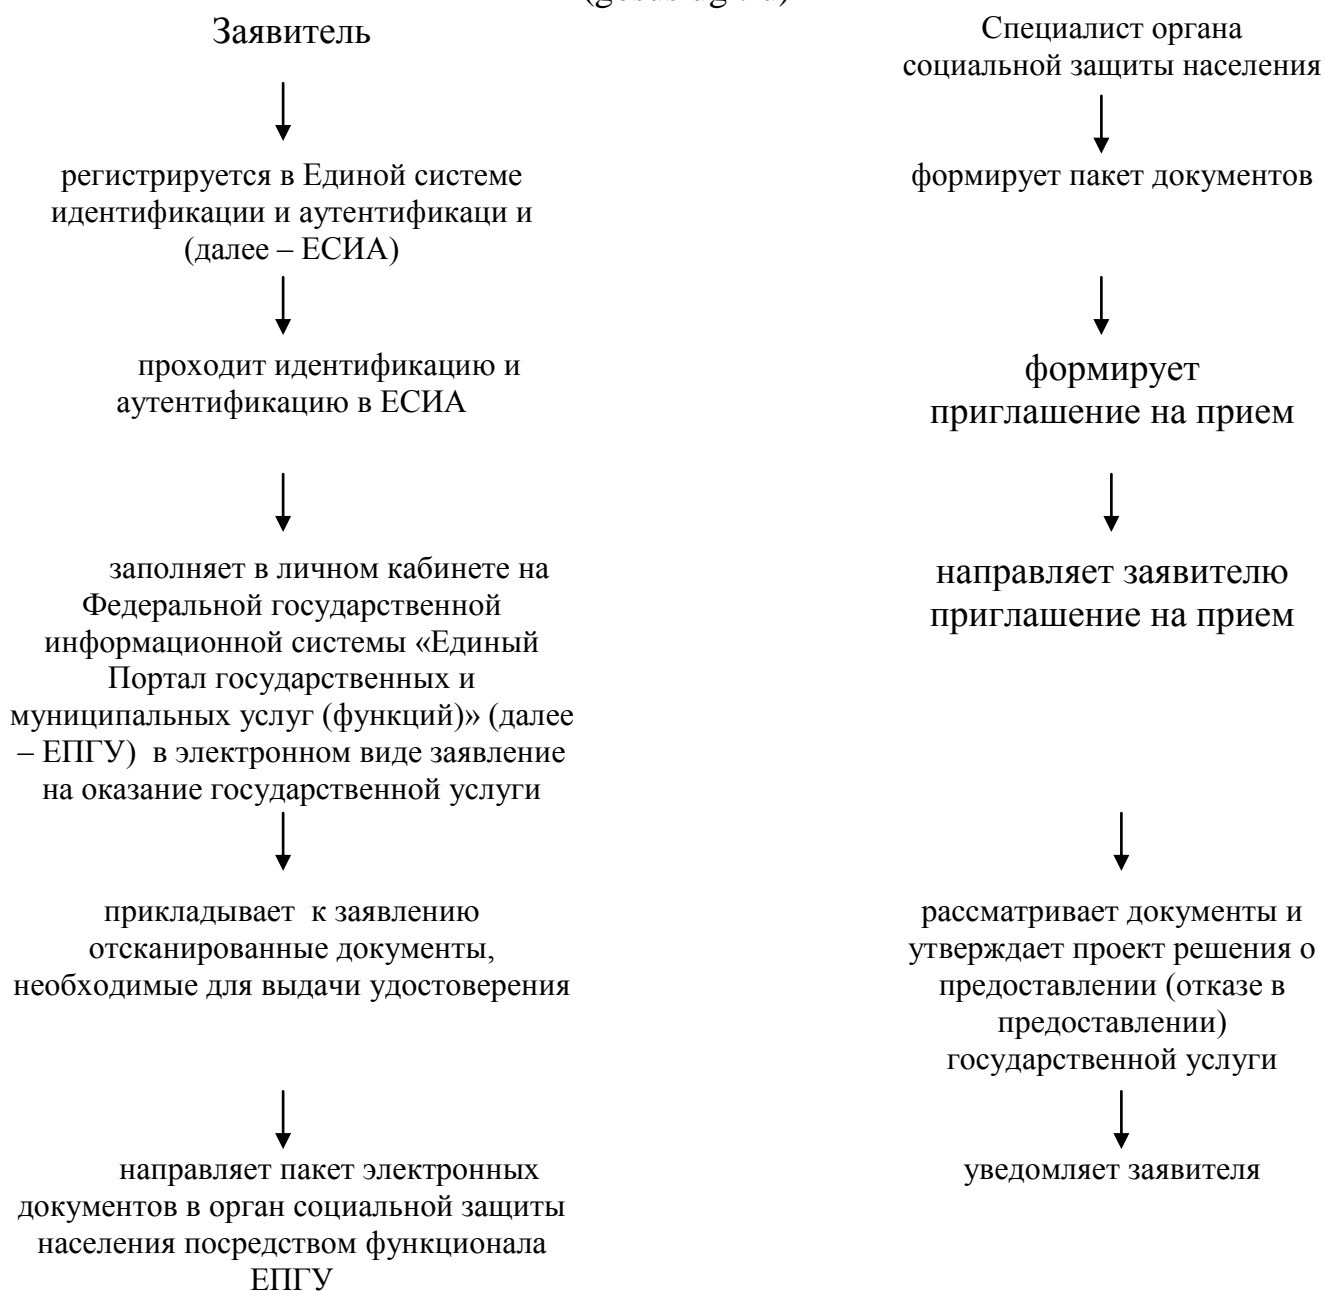 Заявитель
регистрируется в Единой системе
идентификации и аутентификаци и
(далее – ЕСИА)
проходит идентификацию и
аутентификацию в ЕСИА
заполняет в личном кабинете на
Федеральной государственной
информационной системы «Единый
Портал государственных и
муниципальных услуг (функций)» (далее
– ЕПГУ) в электронном виде заявление
на оказание государственной услуги
прикладывает к заявлению
отсканированные документы,
необходимые для выдачи удостоверения
направляет пакет электронных
документов в орган социальной защиты
населения посредством функционала
ЕПГУ
Специалист органа
социальной защиты населения
формирует пакет документов
формирует
приглашение на прием
направляет заявителю
приглашение на прием
рассматривает документы и
утверждает проект решения о
предоставлении (отказе в
предоставлении)
государственной услуги
уведомляет заявителя